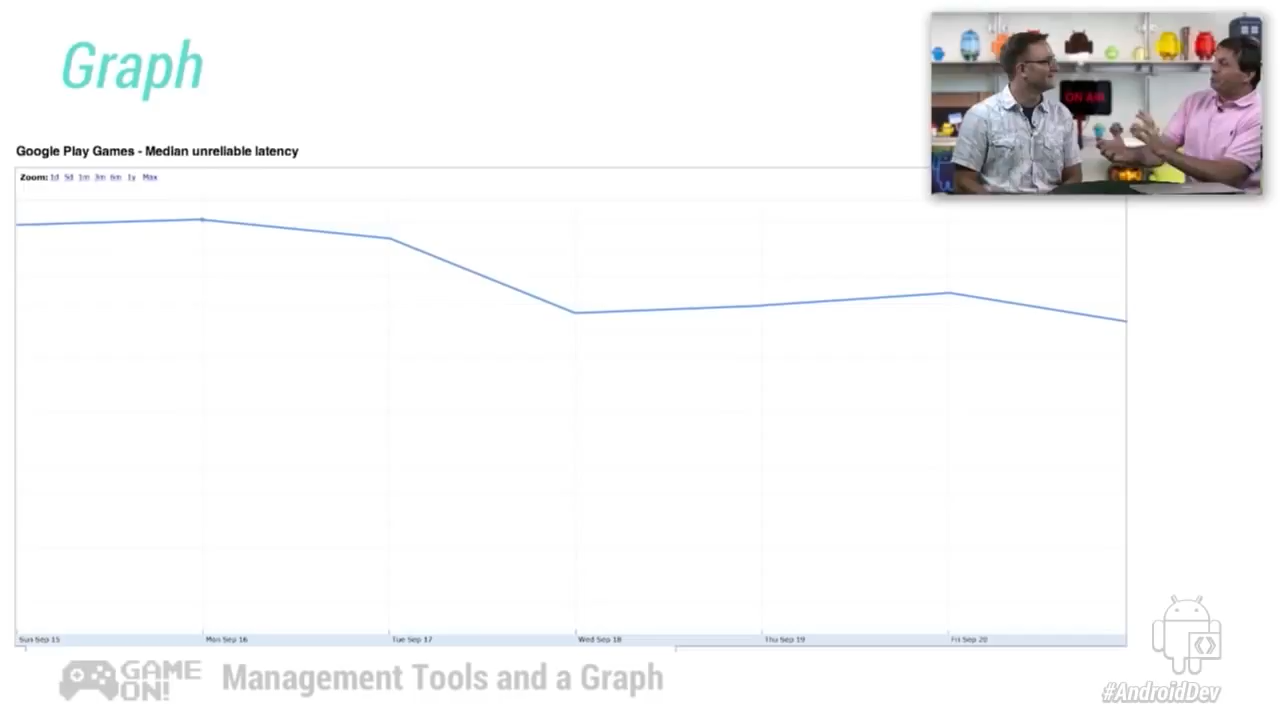 Graph
ON AIR
Google Play Games - Median unreliable latency
Zoom: 1d 5d 1m 3m 6m 1y Max
Sun Sep 15 Mon Sep 16 Tue Sep 17 Wed Sep 18 Thu Sep 19 Fri Sep 20
GAME
ON!
Management Tools and a Graph
#AndroidDev